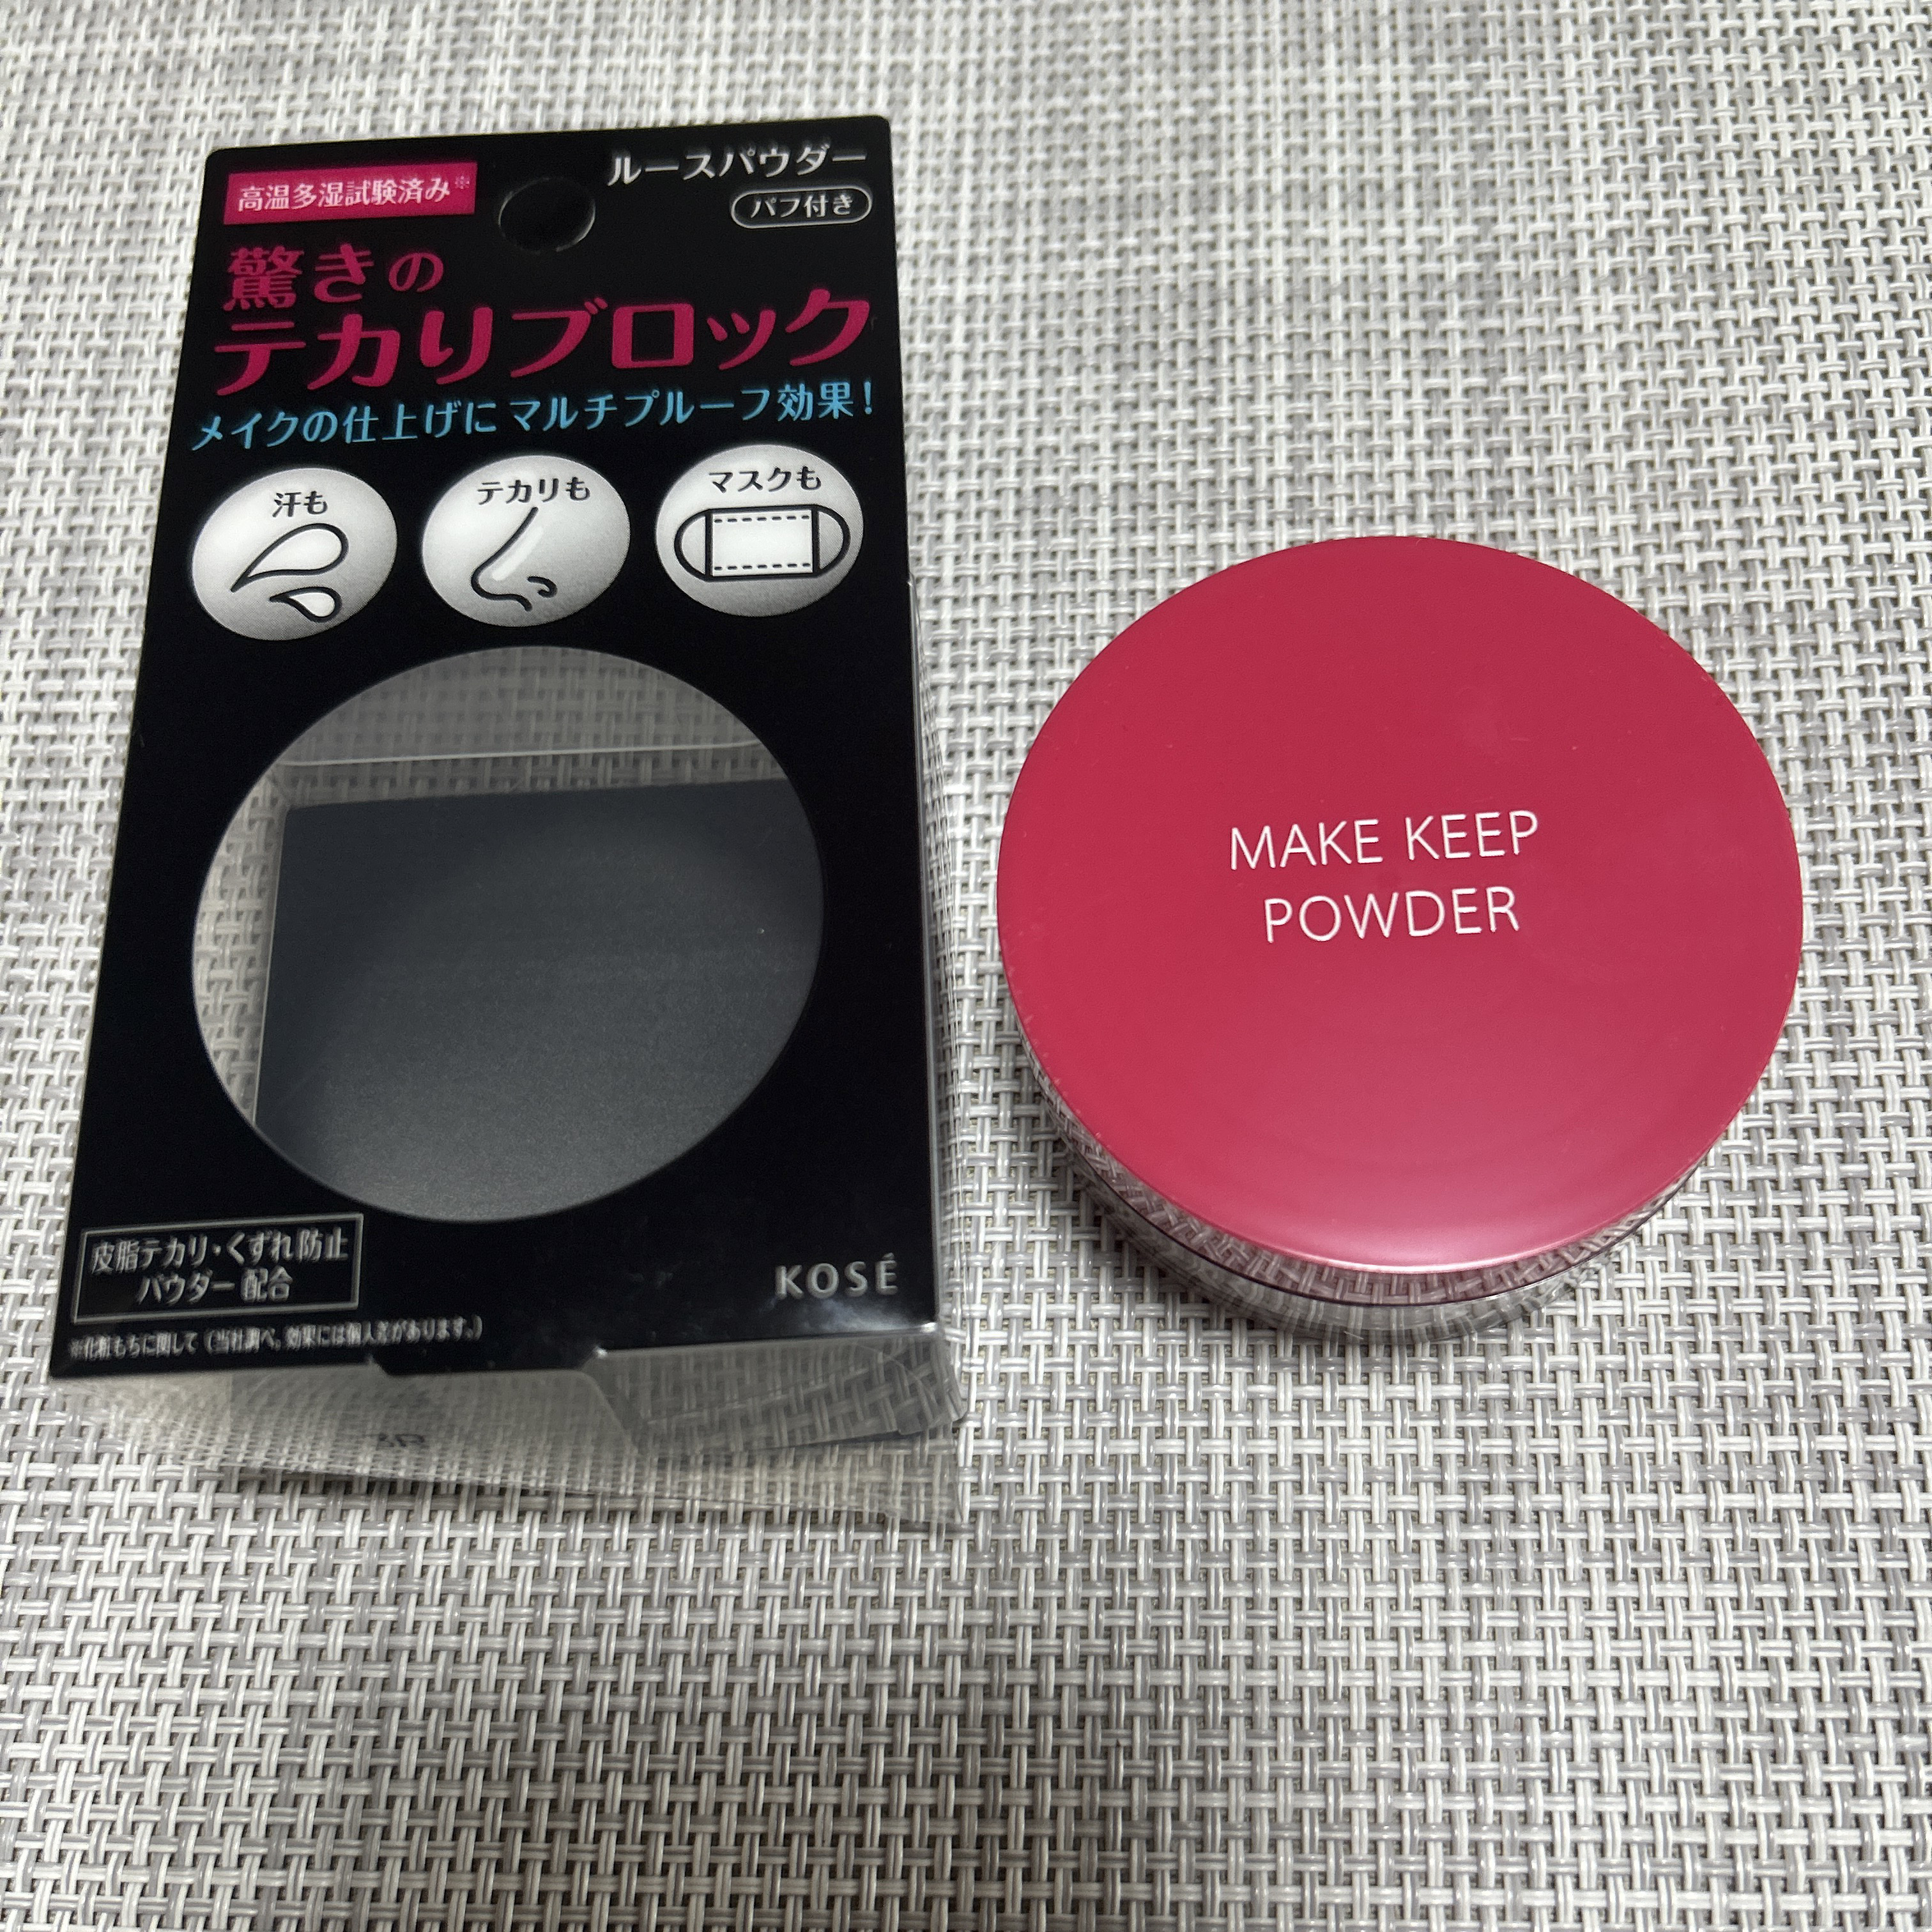 高温多湿試験済み※
ルースパウダー
パフ付き
驚きの
テカリブロック
メイクの仕上げにマルチプルーフ効果!
汗も
テカリも
マスクも
MAKE KEEP
POWDER
皮脂テカリ・くずれ防止
パウダー配合
KOSÉ
※化粧もちに関して(当社調べ。効果には個人差があります。)